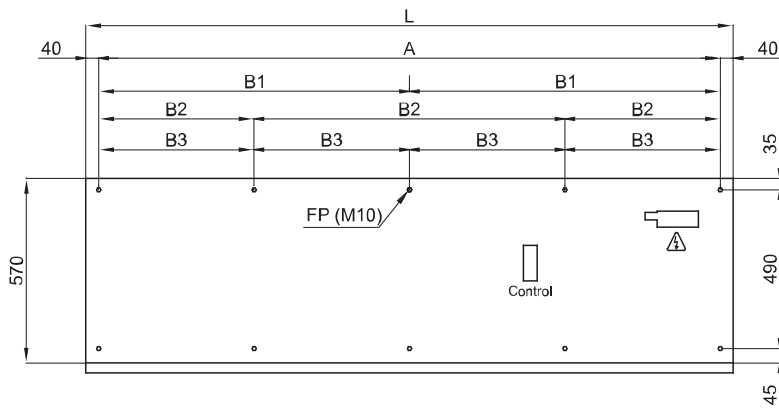 L
40 A 40
B1 B1
B2 B2 B2
B3 B3 B3 B3
35
FP (M10)
570
490
Control
45